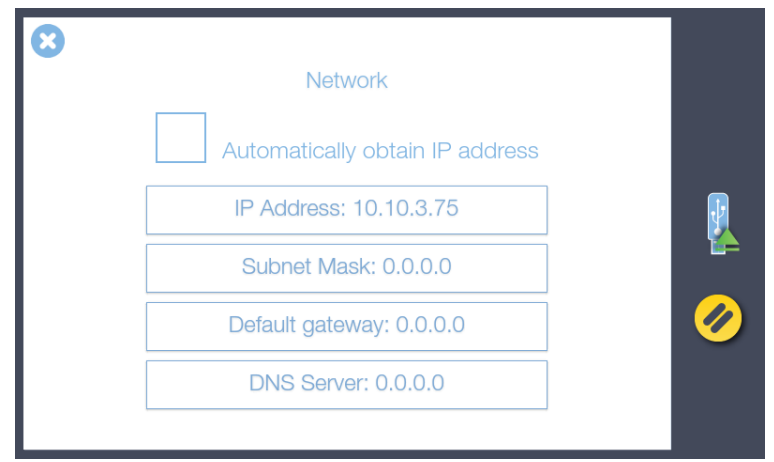 Network
Automatically obtain IP address
IP Address: 10.10.3.75
Subnet Mask: 0.0.0.0
Default gateway: 0.0.0.0
DNS Server: 0.0.0.0